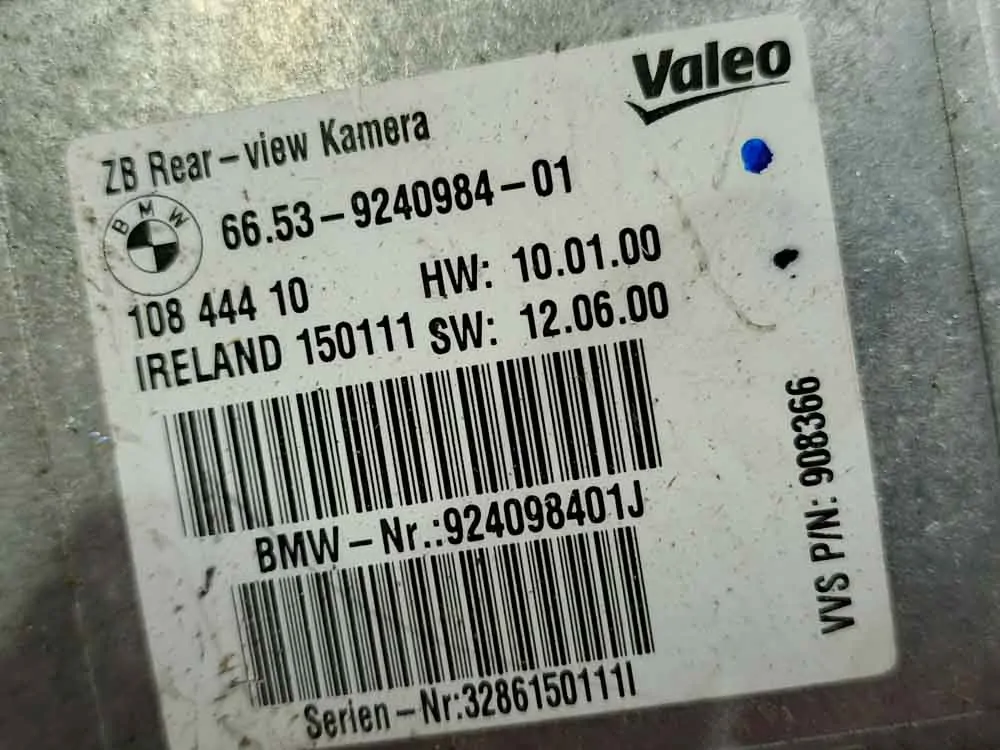 Valeo
ZB Rear-view Kamera
BMW
66.53-9240984-01
108 444 10 HW: 10.01.00
IRELAND 150111 SW: 12.06.00
BMW-Nr.:924098401J
Serien-Nr:3286150111I
VVS P/N: 908366